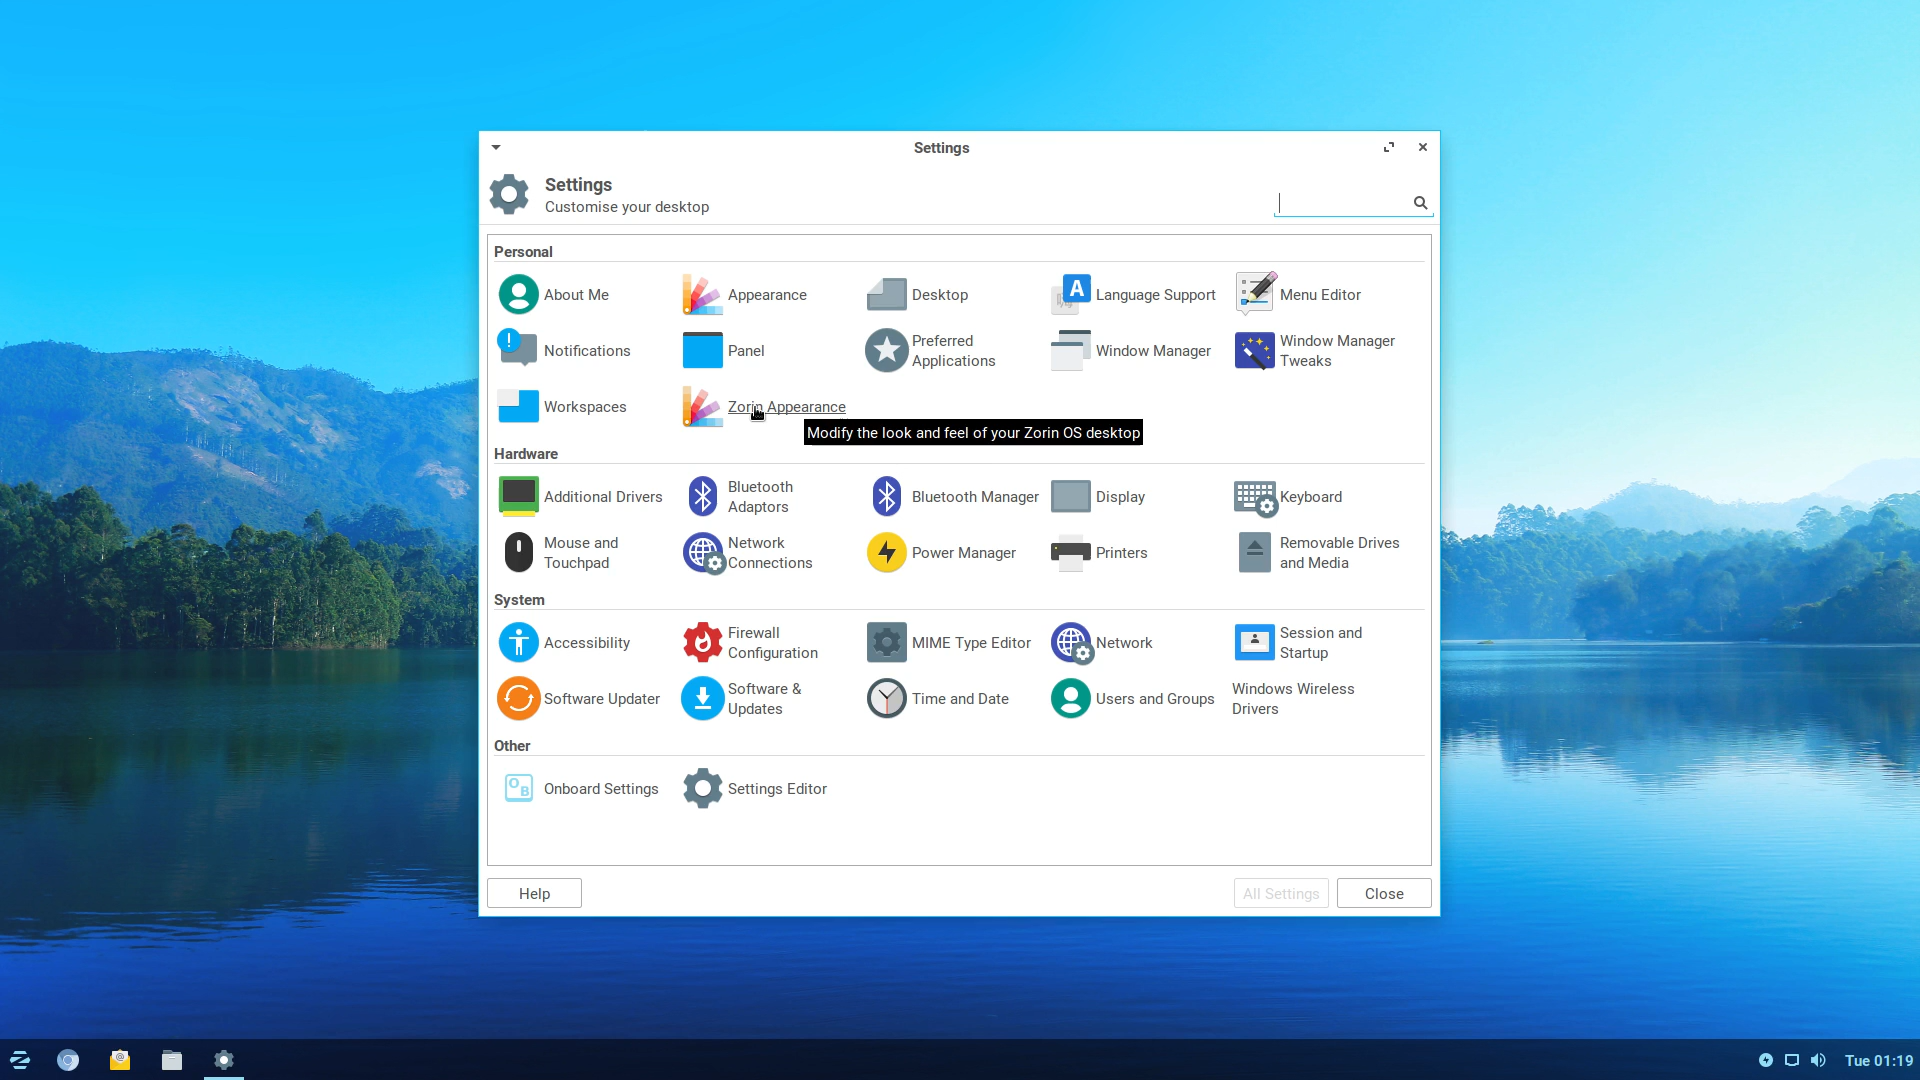 Settings
Settings
Customise your desktop
Personal
About Me
Appearance
Desktop
A
Language Support
Menu Editor
!
Notifications
Panel
Preferred
Applications
Window Manager
Window Manager
Tweaks
Workspaces
Zorin Appearance
Modify the look and feel of your Zorin OS desktop
Hardware
Additional Drivers
Bluetooth
Adaptors
Bluetooth Manager
Display
Keyboard
Mouse and
Touchpad
Network
Connections
Power Manager
Printers
Removable Drives
and Media
System
Accessibility
Firewall
Configuration
MIME Type Editor
Network
Session and
Startup
Software Updater
Software &
Updates
Time and Date
Users and Groups
Windows Wireless
Drivers
Other
OB
Onboard Settings
Settings Editor
Help
All Settings
Close
Tue 01:19